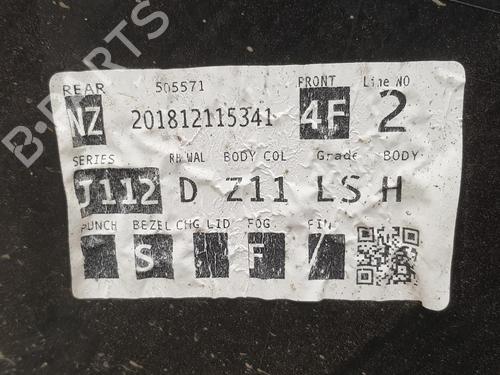 REAR 505571 FRONT Line NO
NZ 201812115341 4F 2
SERIES RH WAL BODY COL Grade BODY
J112 D Z11 LS H
PUNCH BEZEL CHG LID FOG. FIN
S F /
B-PARTS